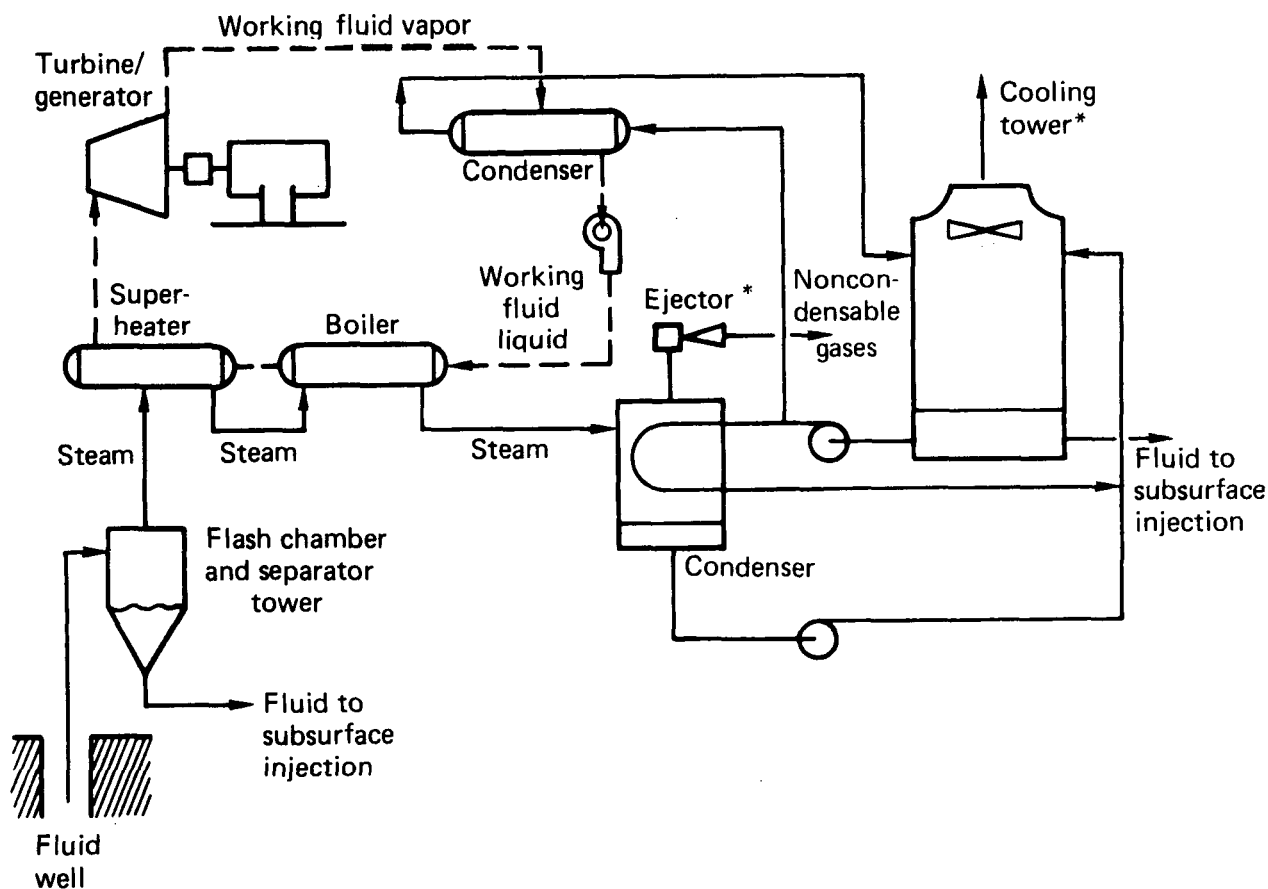 Working fluid vapor
Turbine/
generator
Cooling
tower*
Condenser
Super-
heater
Boiler
Working
fluid
liquid
Ejector *
Noncon-
densable
gases
Steam
Steam
Steam
Fluid to
subsurface
injection
Flash chamber
and separator
tower
Condenser
Fluid to
subsurface
injection
Fluid
well